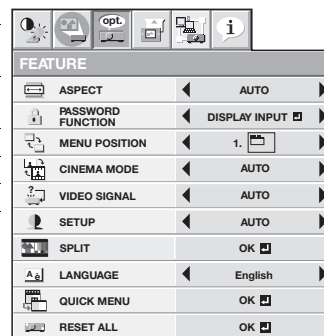 opt.
i
FEATURE
ASPECT AUTO
PASSWORD
FUNCTION DISPLAY INPUT
MENU POSITION 1.
CINEMA MODE AUTO
VIDEO SIGNAL AUTO
SETUP AUTO
SPLIT OK
LANGUAGE English
QUICK MENU OK
RESET ALL OK